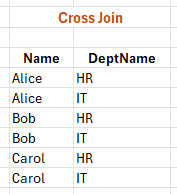 Cross Join
Name DeptName
Alice HR
Alice IT
Bob HR
Bob IT
Carol HR
Carol IT